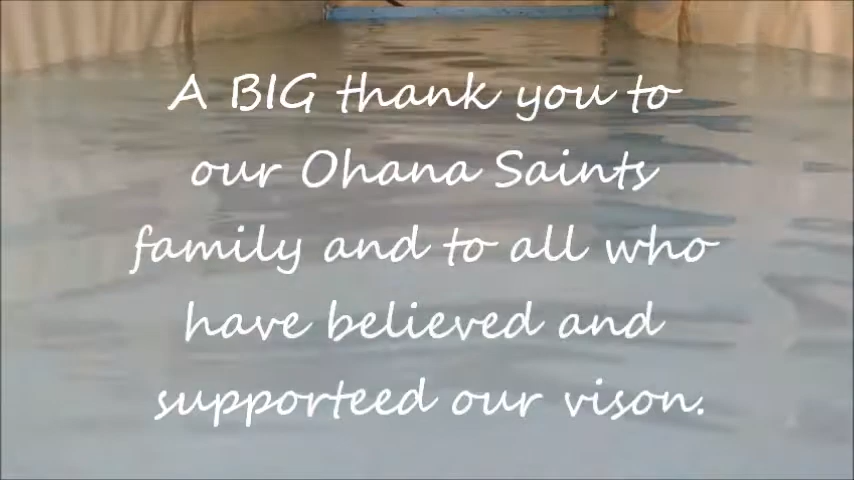 A BIG thank you to
our Ohana Saints
family and to all who
have believed and
supporteed our vison.